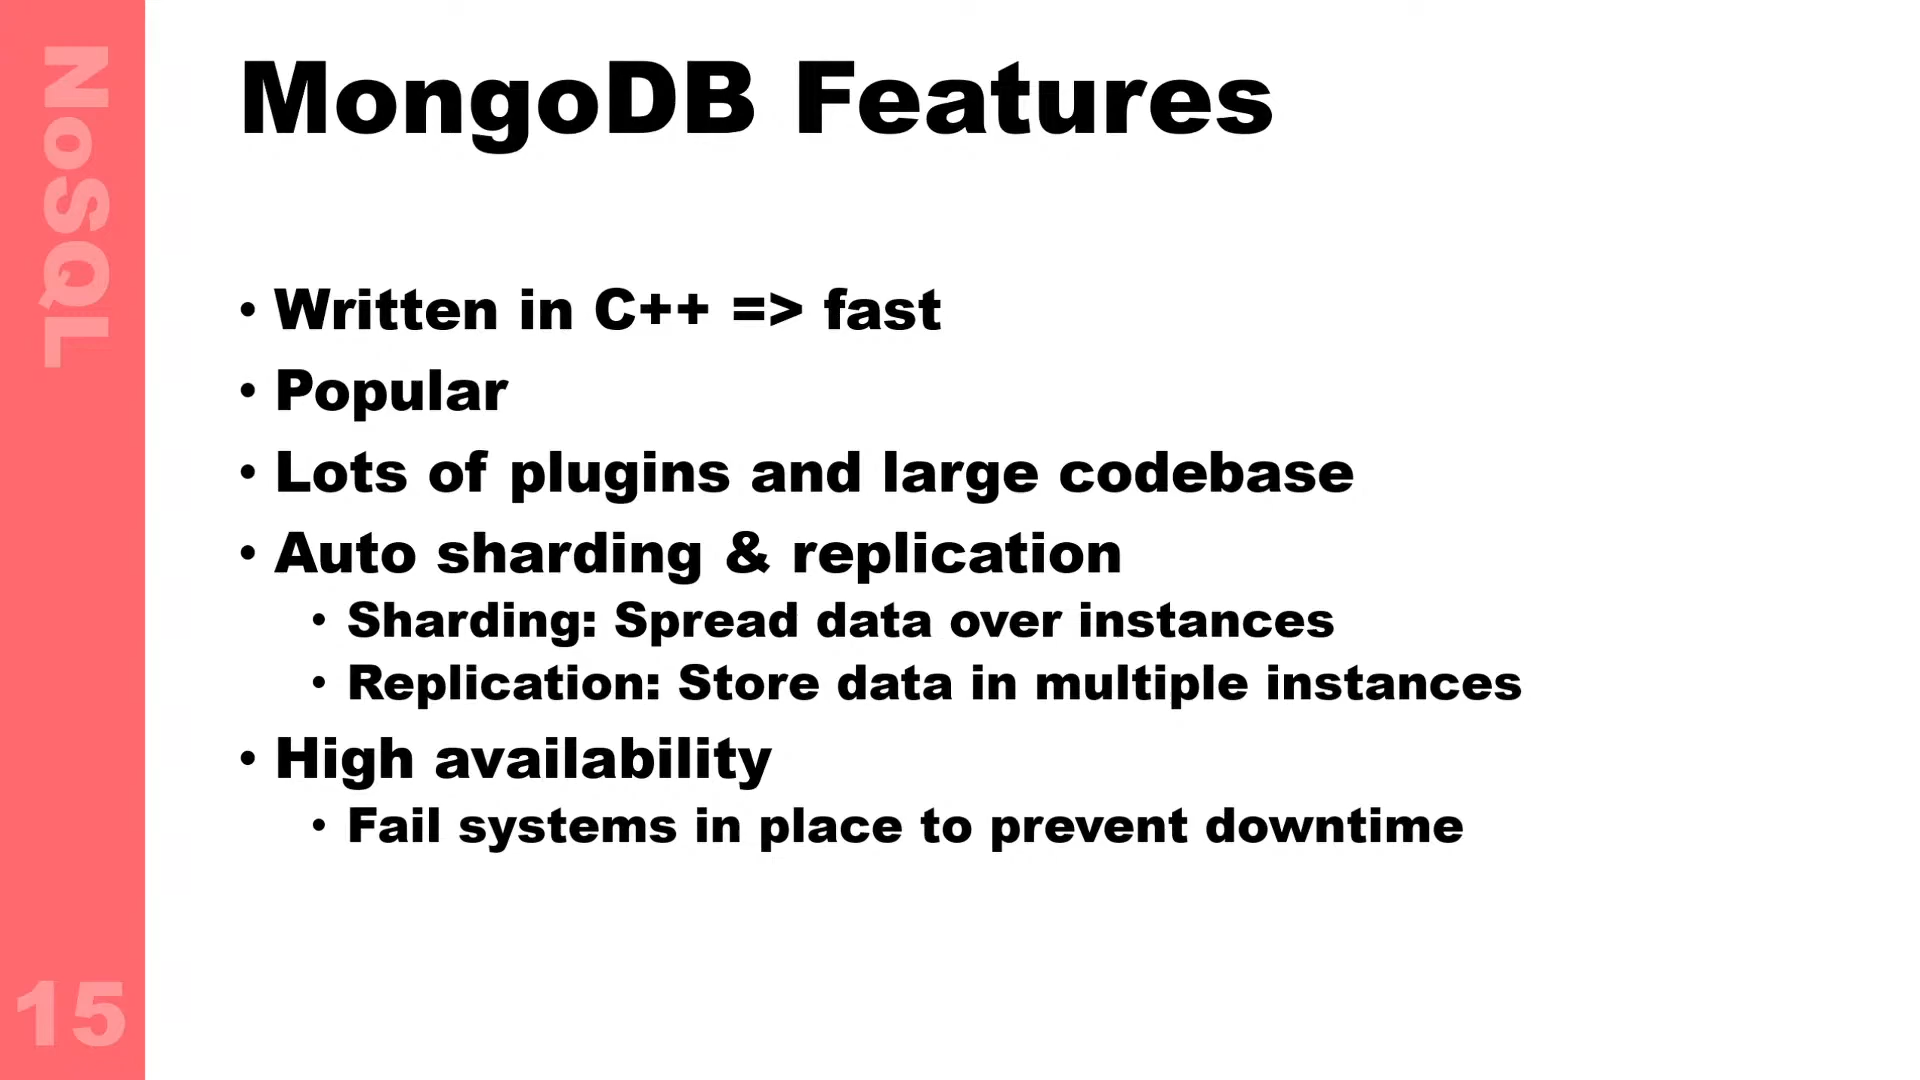 NoSQL
MongoDB Features
• Written in C++ => fast
• Popular
• Lots of plugins and large codebase
• Auto sharding & replication
• Sharding: Spread data over instances
• Replication: Store data in multiple instances
• High availability
• Fail systems in place to prevent downtime
15